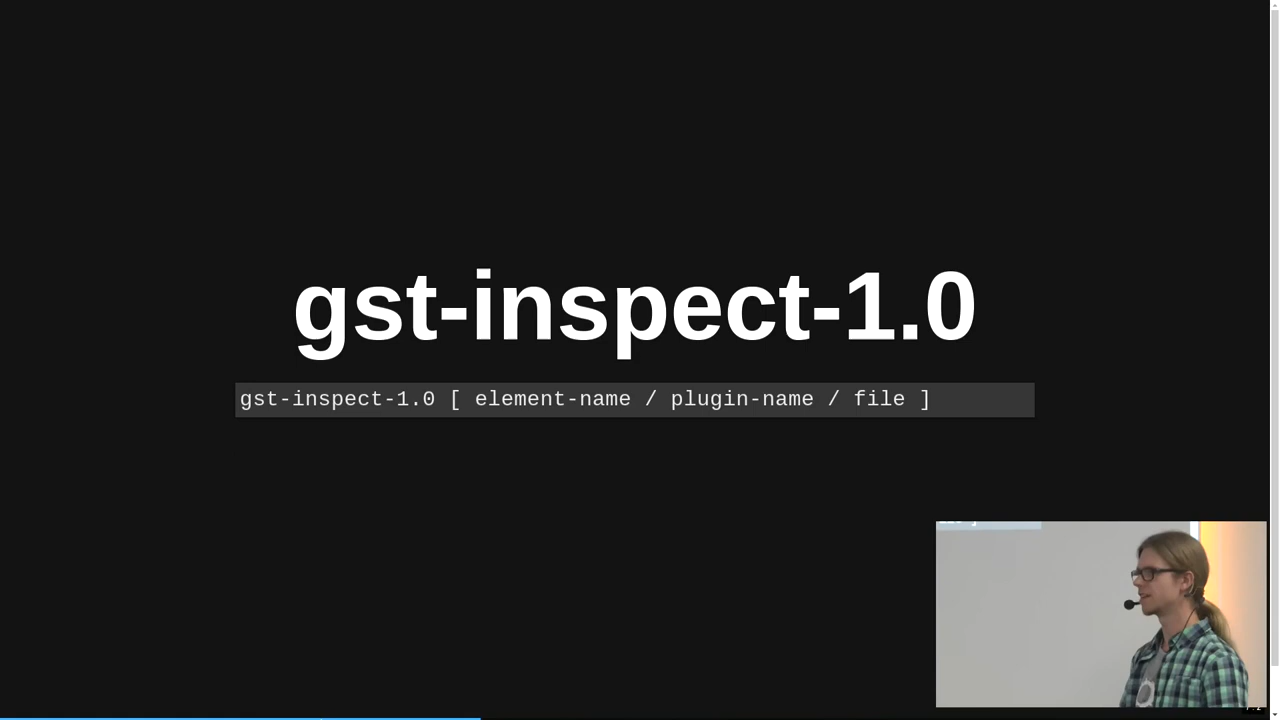 gst-inspect-1.0
gst-inspect-1.0 [ element-name / plugin-name / file ]